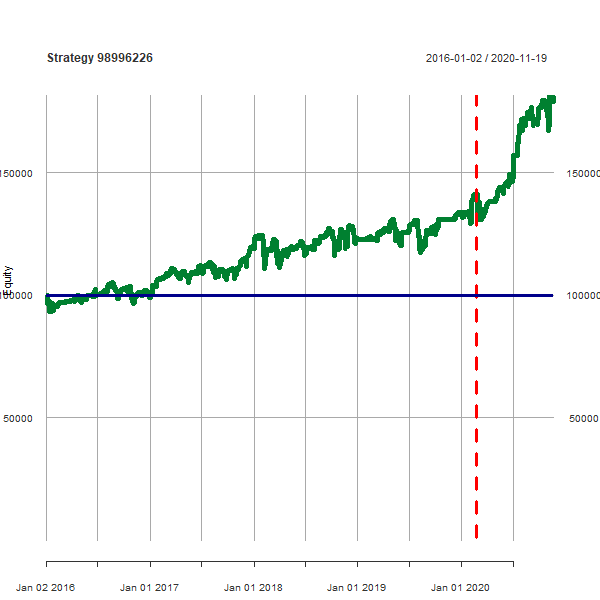 Strategy 98996226
2016-01-02 / 2020-11-19
150000 150000
Equity
100000 100000
50000 50000
Jan 02 2016 Jan 01 2017 Jan 01 2018 Jan 01 2019 Jan 01 2020